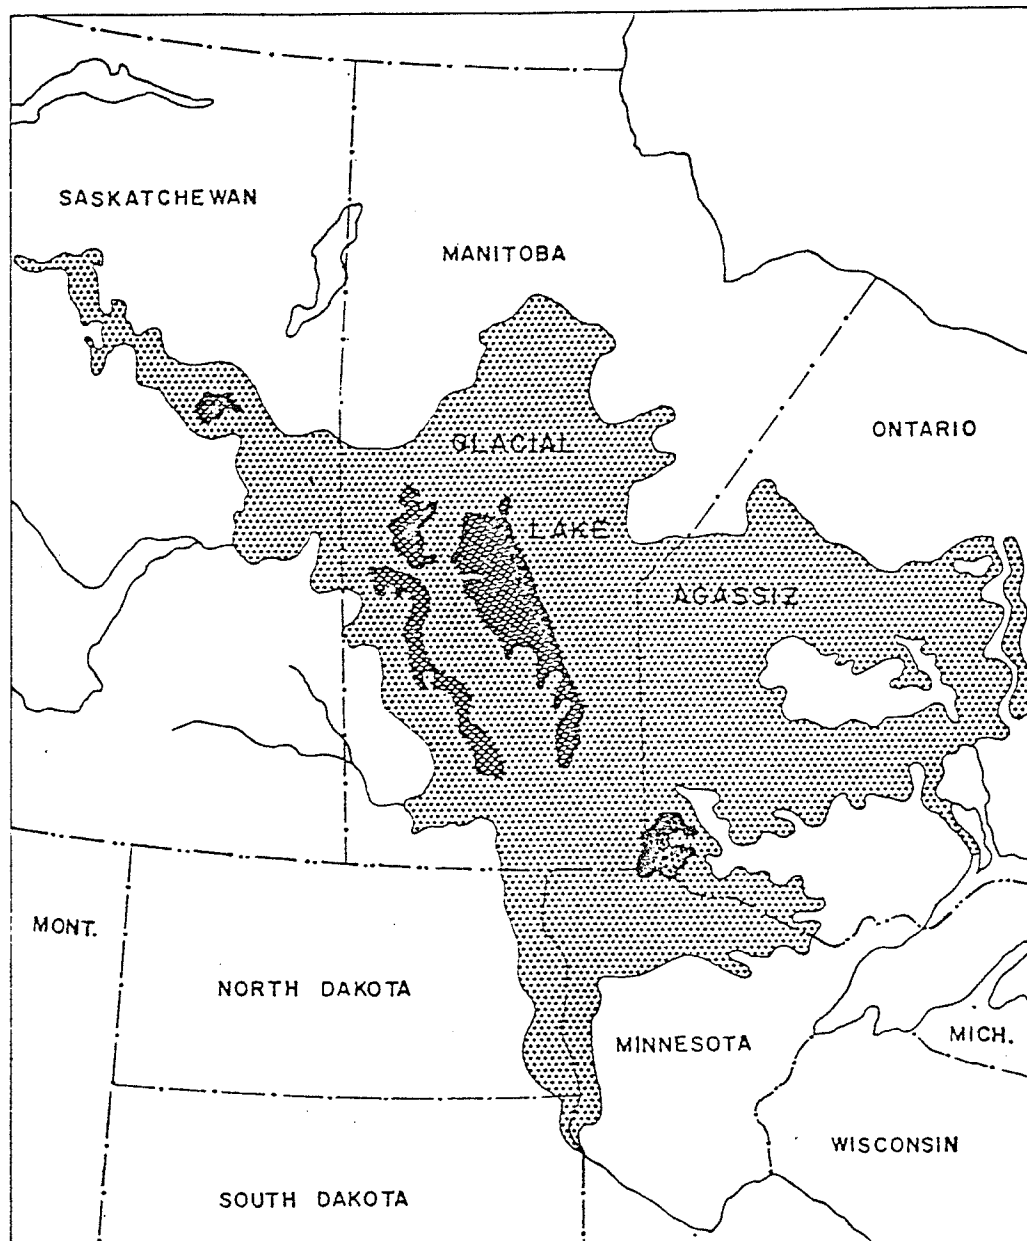 SASKATCHEWAN
MANITOBA
ONTARIO
GLACIAL
LAKE
AGASSIZ
MONT.
NORTH DAKOTA
MINNESOTA
MICH.
WISCONSIN
SOUTH DAKOTA